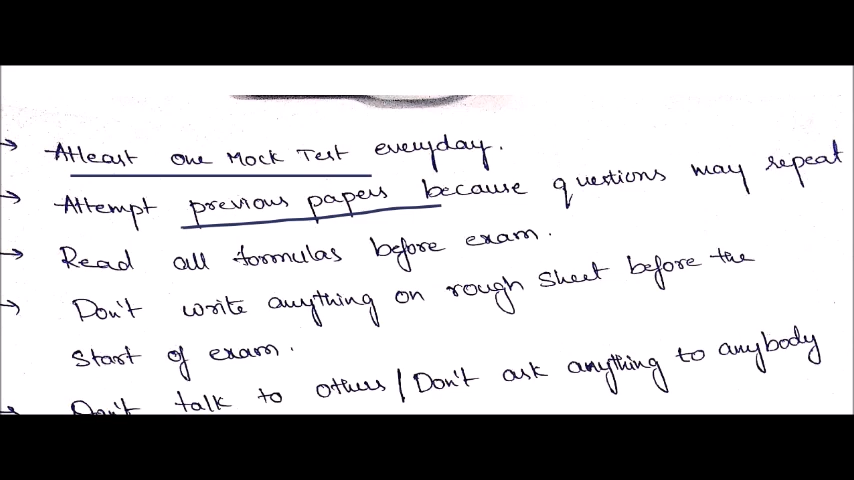 → Atleast one Mock Test everyday.
→ Attempt previous papers because questions may repeat
→ Read all formulas before exam.
→ Don't write anything on rough sheet before the
start of exam.
→ Don't talk to others/Don't ask anything to anybody